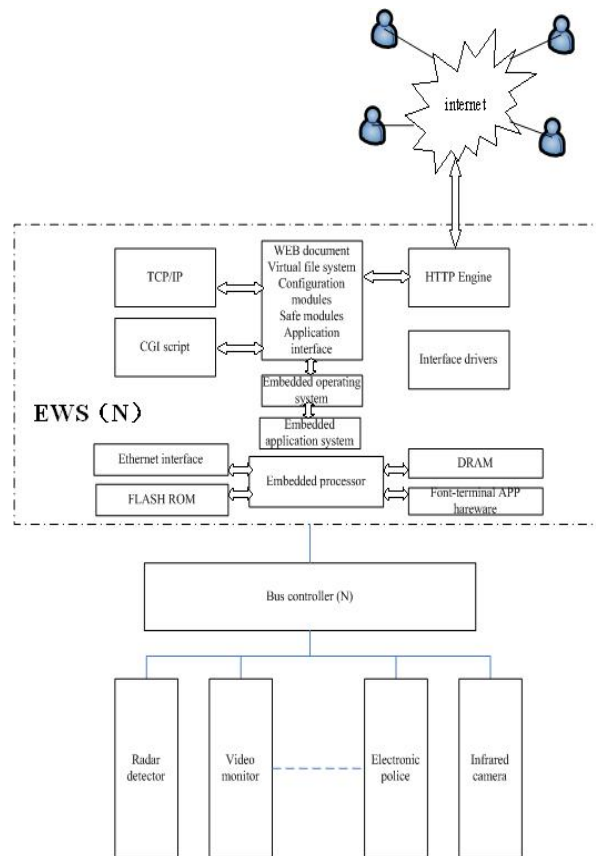 internet
TCP/IP
WEB document
Virtual file system
Configuration
modules
Safe modules
Application
interface
HTTP Engine
CGI script
Interface drivers
Embedded operating
system
EWS (N)
Embedded
application system
Ethernet interface
Embedded processor
DRAM
FLASH ROM
Font-terminal APP
hareware
Bus controller (N)
Radar
detector
Video
monitor
Electronic
police
Infrared
camera